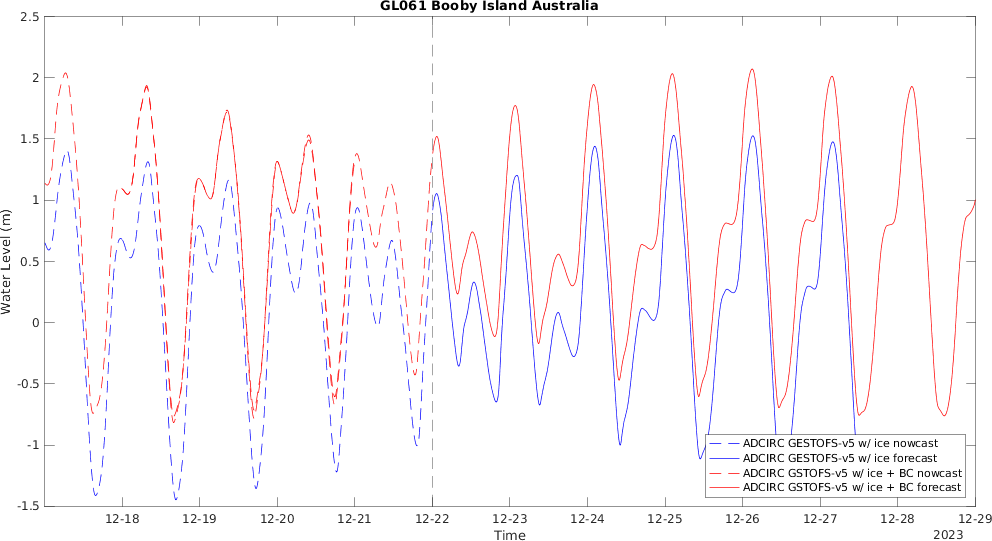 GL061 Booby Island Australia
2.5
2
1.5
1
0.5
0
-0.5
-1
-1.5
Water Level (m)
ADCIRC GESTOFS-v5 w/ ice nowcast
ADCIRC GESTOFS-v5 w/ ice forecast
ADCIRC GSTOFS-v5 w/ ice + BC nowcast
ADCIRC GSTOFS-v5 w/ ice + BC forecast
12-18 12-19 12-20 12-21 12-22 12-23 12-24 12-25 12-26 12-27 12-28 12-29
Time
2023